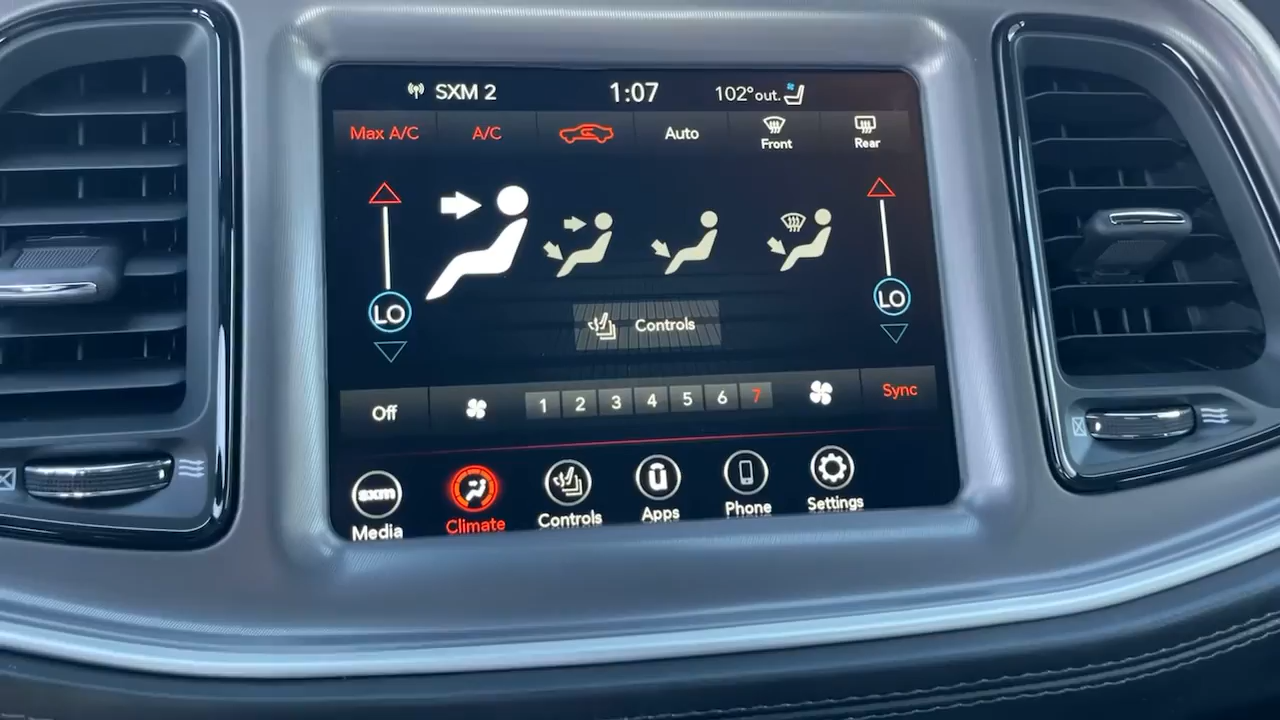 SXM 2 1:07 102° out.
Max A/C A/C Auto Front Rear
LO LO
Controls
Off 1 2 3 4 5 6 7 Sync
sxm
Media Climate Controls Apps Phone Settings